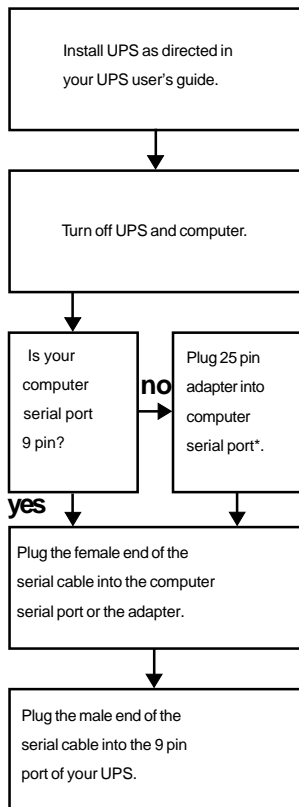 Install UPS as directed in
your UPS user's guide.
Turn off UPS and computer.
Is your
computer
serial port
9 pin?
no
Plug 25 pin
adapter into
computer
serial port*.
yes
Plug the female end of the
serial cable into the computer
serial port or the adapter.
Plug the male end of the
serial cable into the 9 pin
port of your UPS.